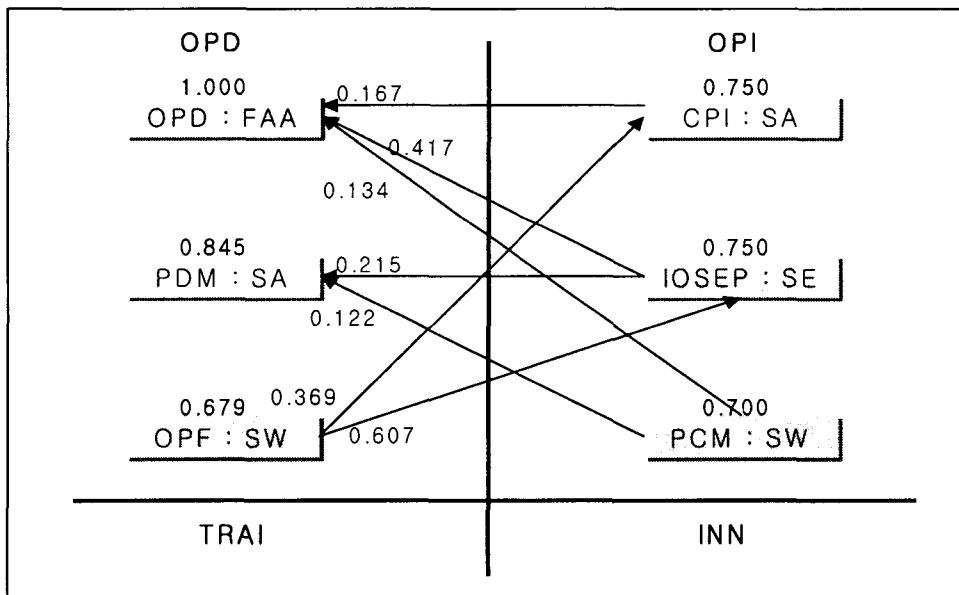 OPD OPI
1.000 0.167 0.750
OPD : FAA CPI : SA
0.417
0.134
0.845 0.215 0.750
PDM : SA IOSEP : SE
0.122
0.679 0.369 0.700
OPF : SW 0.607 PCM : SW
TRAI INN